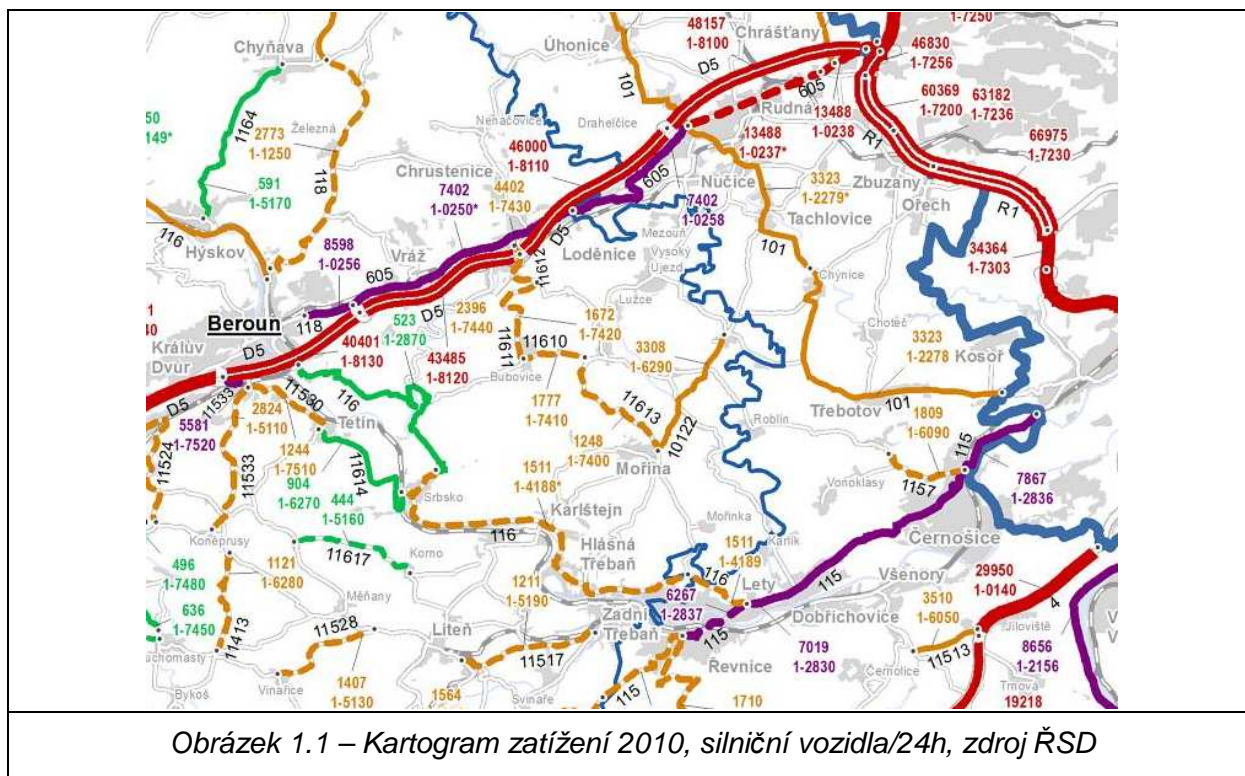 1-7250
48157
1-8100
Chrášťany
46830
1-7256
Chyňava
Úhonice
D5
101
605
60369
1-7200
63182
1-7236
50
149*
1164
2773
1-1250
Železná
Nenačovice
Drahelčice
Rudná
13488
1-0238
R1
66975
1-7230
118
46000
1-8110
13488
1-0237*
Chrustenice
7402
1-0250*
4402
1-7430
605
Nučice
3323
1-2279*
Zbuzany
Ořech
R1
591
1-5170
7402
1-0258
Tachlovice
116
Hýskov
8598
1-0256
605
Vráž
D5
Loděnice
Mezouň
Vysoký
Újezd
101
34364
1-7303
11612
Chýnice
118
D5
2396
1-7440
Lužce
Beroun
523
1-2870
1672
1-7420
Choteč
1
40
Králův
Dvůr
D5
40401
1-8130
43485
1-8120
11611
11610
Bubovice
3308
1-6290
3323
1-2278
Kosoř
D5
11533
11530
116
1777
1-7410
11613
10122
Roblín
Třebotov
101
5581
1-7520
2824
1-5110
Tetín
1809
1-6090
115
11524
11533
1244
1-7510
11614
1248
1-7400
Mořina
904
1-6270
1511
1-4188*
Vonoklasy
1157
7867
1-2836
444
1-5160
Srbsko
Karlštejn
Koněprusy
116
Mořinka
Černošice
496
1-7480
1121
1-6280
11617
Korno
Hlásná
Třebaň
1511
1-4189
Karlík
636
1-7450
1211
1-5190
116
Lety
115
Všenory
29950
1-0140
4
11413
Měňany
11528
Liteň
Zadní
Třebaň
6267
1-2837
Dobřichovice
3510
1-6050
Jíloviště
11517
115
Řevnice
7019
1-2830
Černolice
11513
8656
1-2156
uchomasty
Vinařice
1407
1-5130
Bykoš
1564
Svinaře
115
1710
Trnová
19218
Obrázek 1.1 – Kartogram zatížení 2010, silniční vozidla/24h, zdroj ŘSD